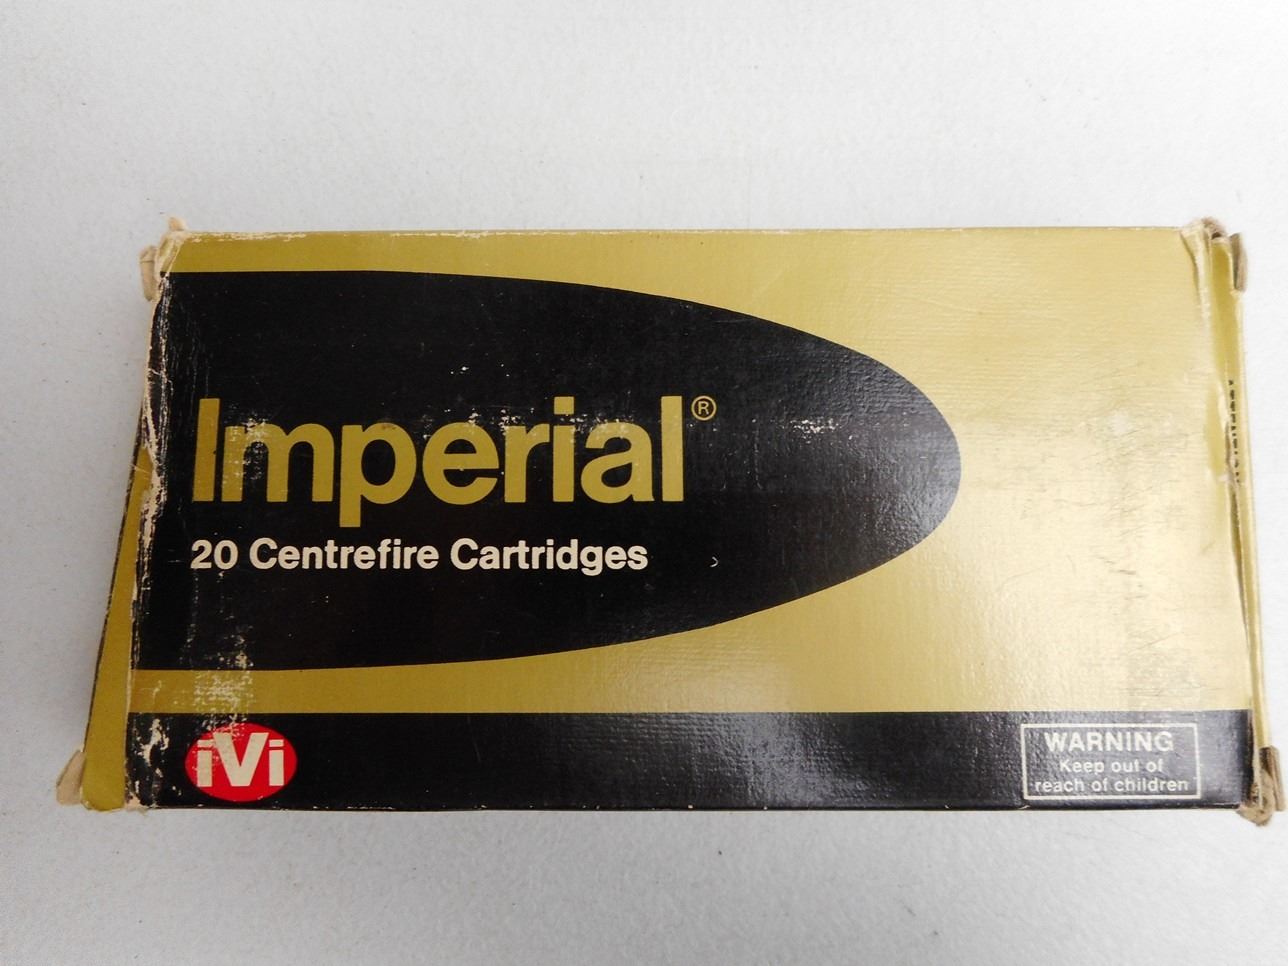 Imperial®
20 Centrefire Cartridges
iVi
WARNING
Keep out of
reach of children